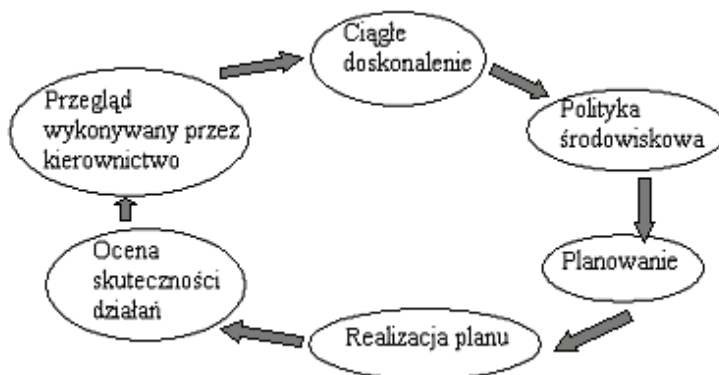 Ciągłe
doskonalenie
Polityka
środowiskowa
Planowanie
Realizacja planu
Ocena
skuteczności
działań
Przegląd
wykonywany przez
kierownictwo